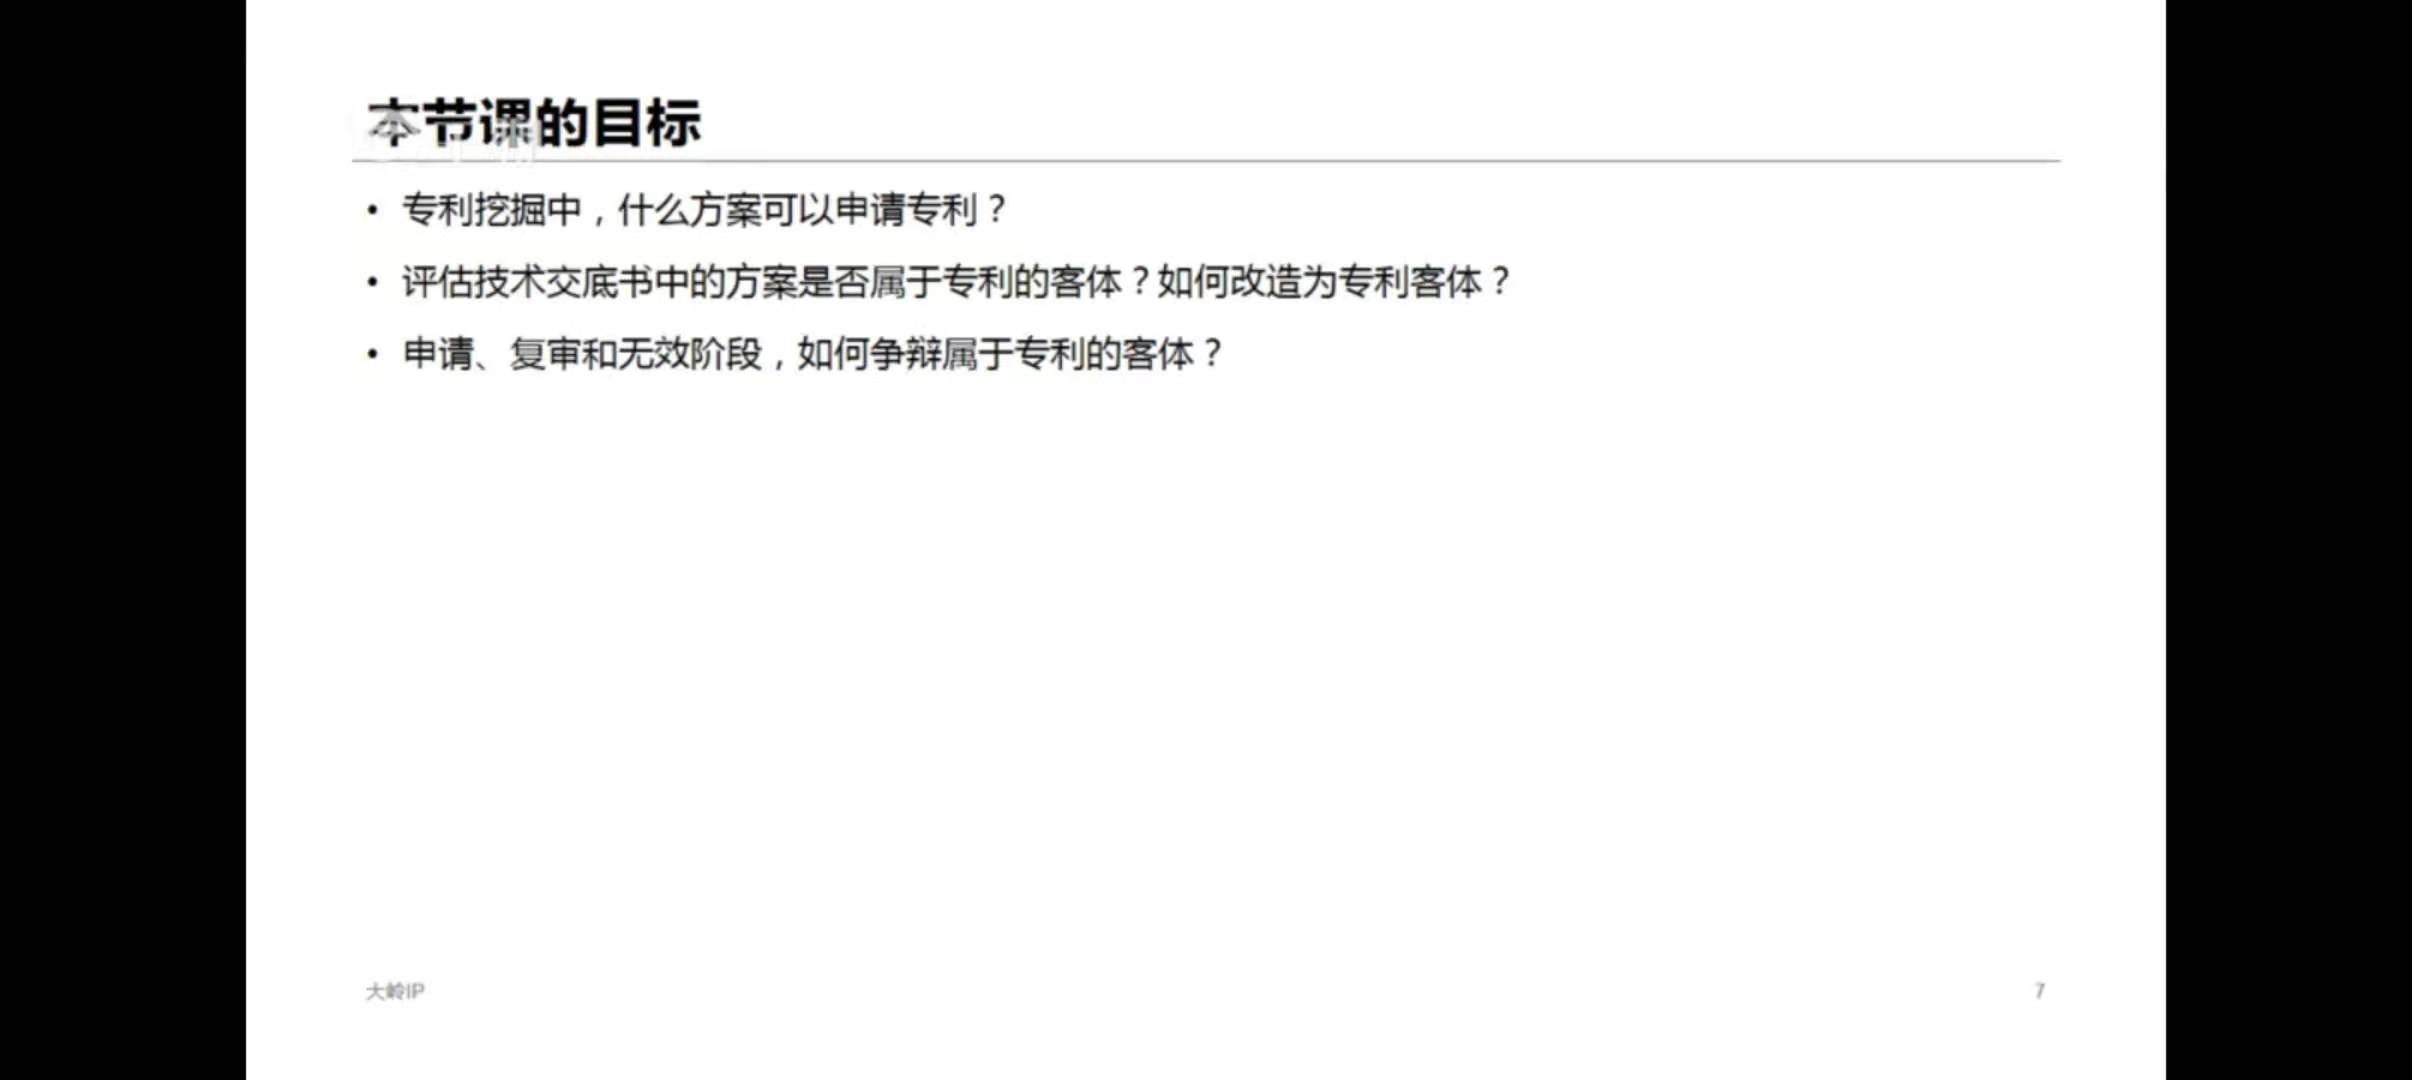 本节课的目标
• 专利挖掘中，什么方案可以申请专利？
• 评估技术交底书中的方案是否属于专利的客体？如何改造为专利客体？
• 申请、复审和无效阶段，如何争辩属于专利的客体？
大岭IP
7